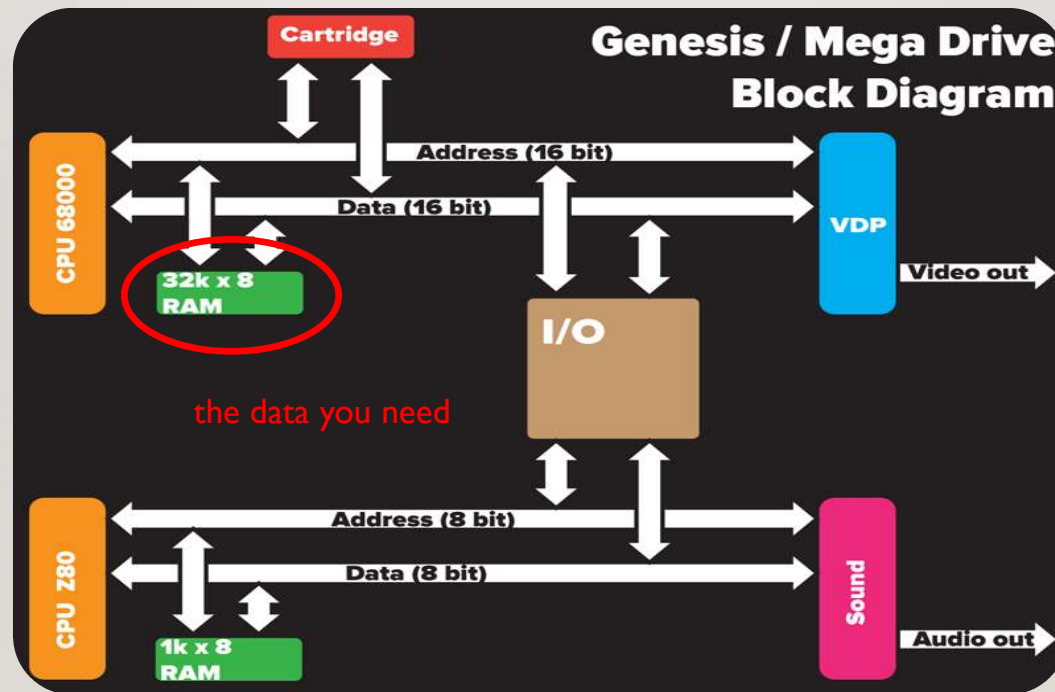 Cartridge
Genesis / Mega Drive
Block Diagram
Address (16 bit)
CPU 68000
Data (16 bit)
VDP
32k x 8
RAM
Video out
I/O
the data you need
Address (8 bit)
CPU Z80
Data (8 bit)
Sound
1k x 8
RAM
Audio out